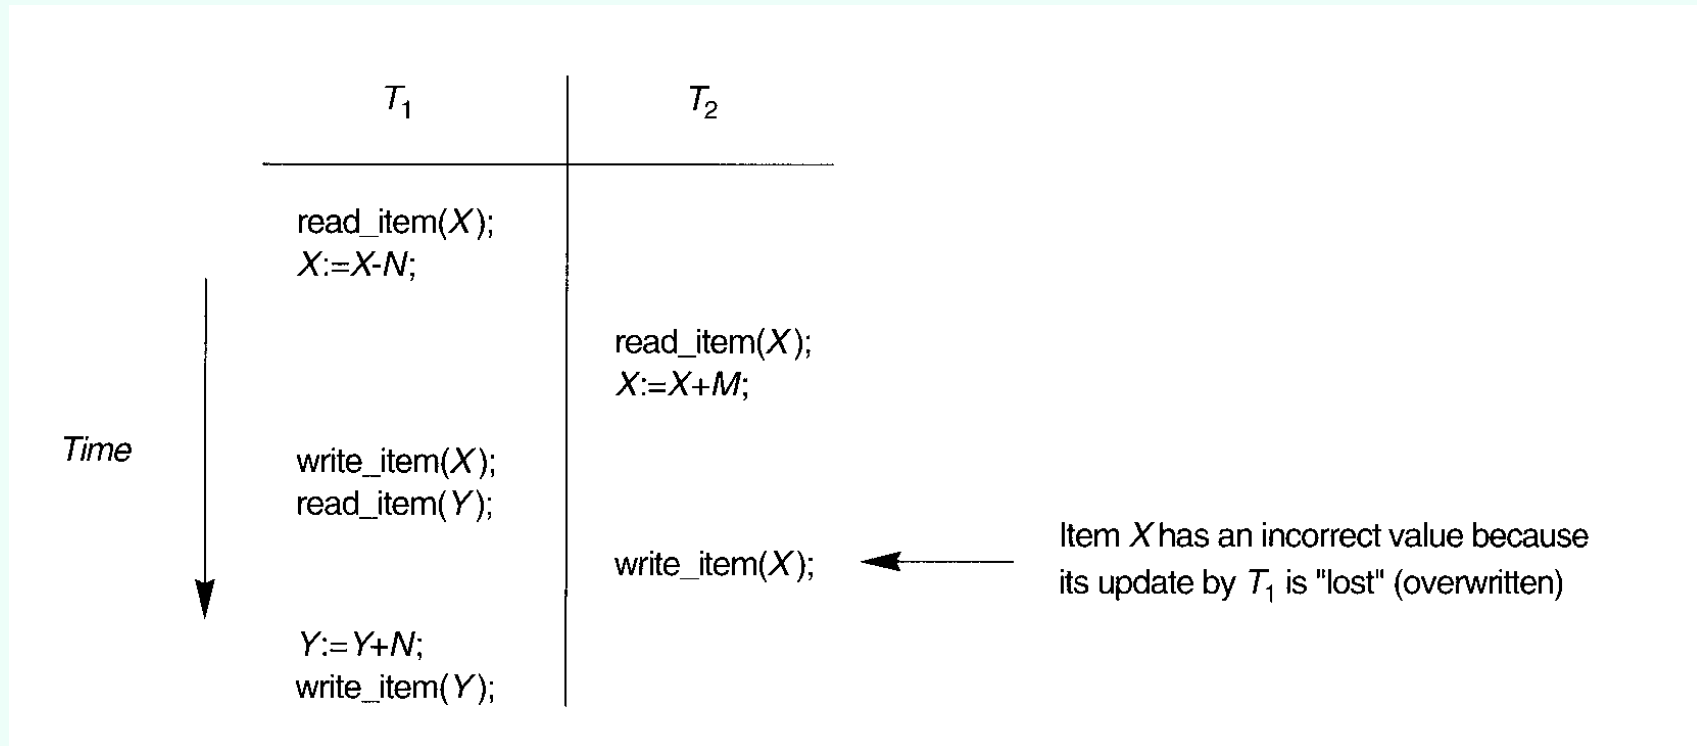 T1 T2
read_item(X);
X:=X-N;
read_item(X);
X:=X+M;
Time
write_item(X);
read_item(Y);
write_item(X);
Item X has an incorrect value because
its update by T1 is "lost" (overwritten)
Y:=Y+N;
write_item(Y);